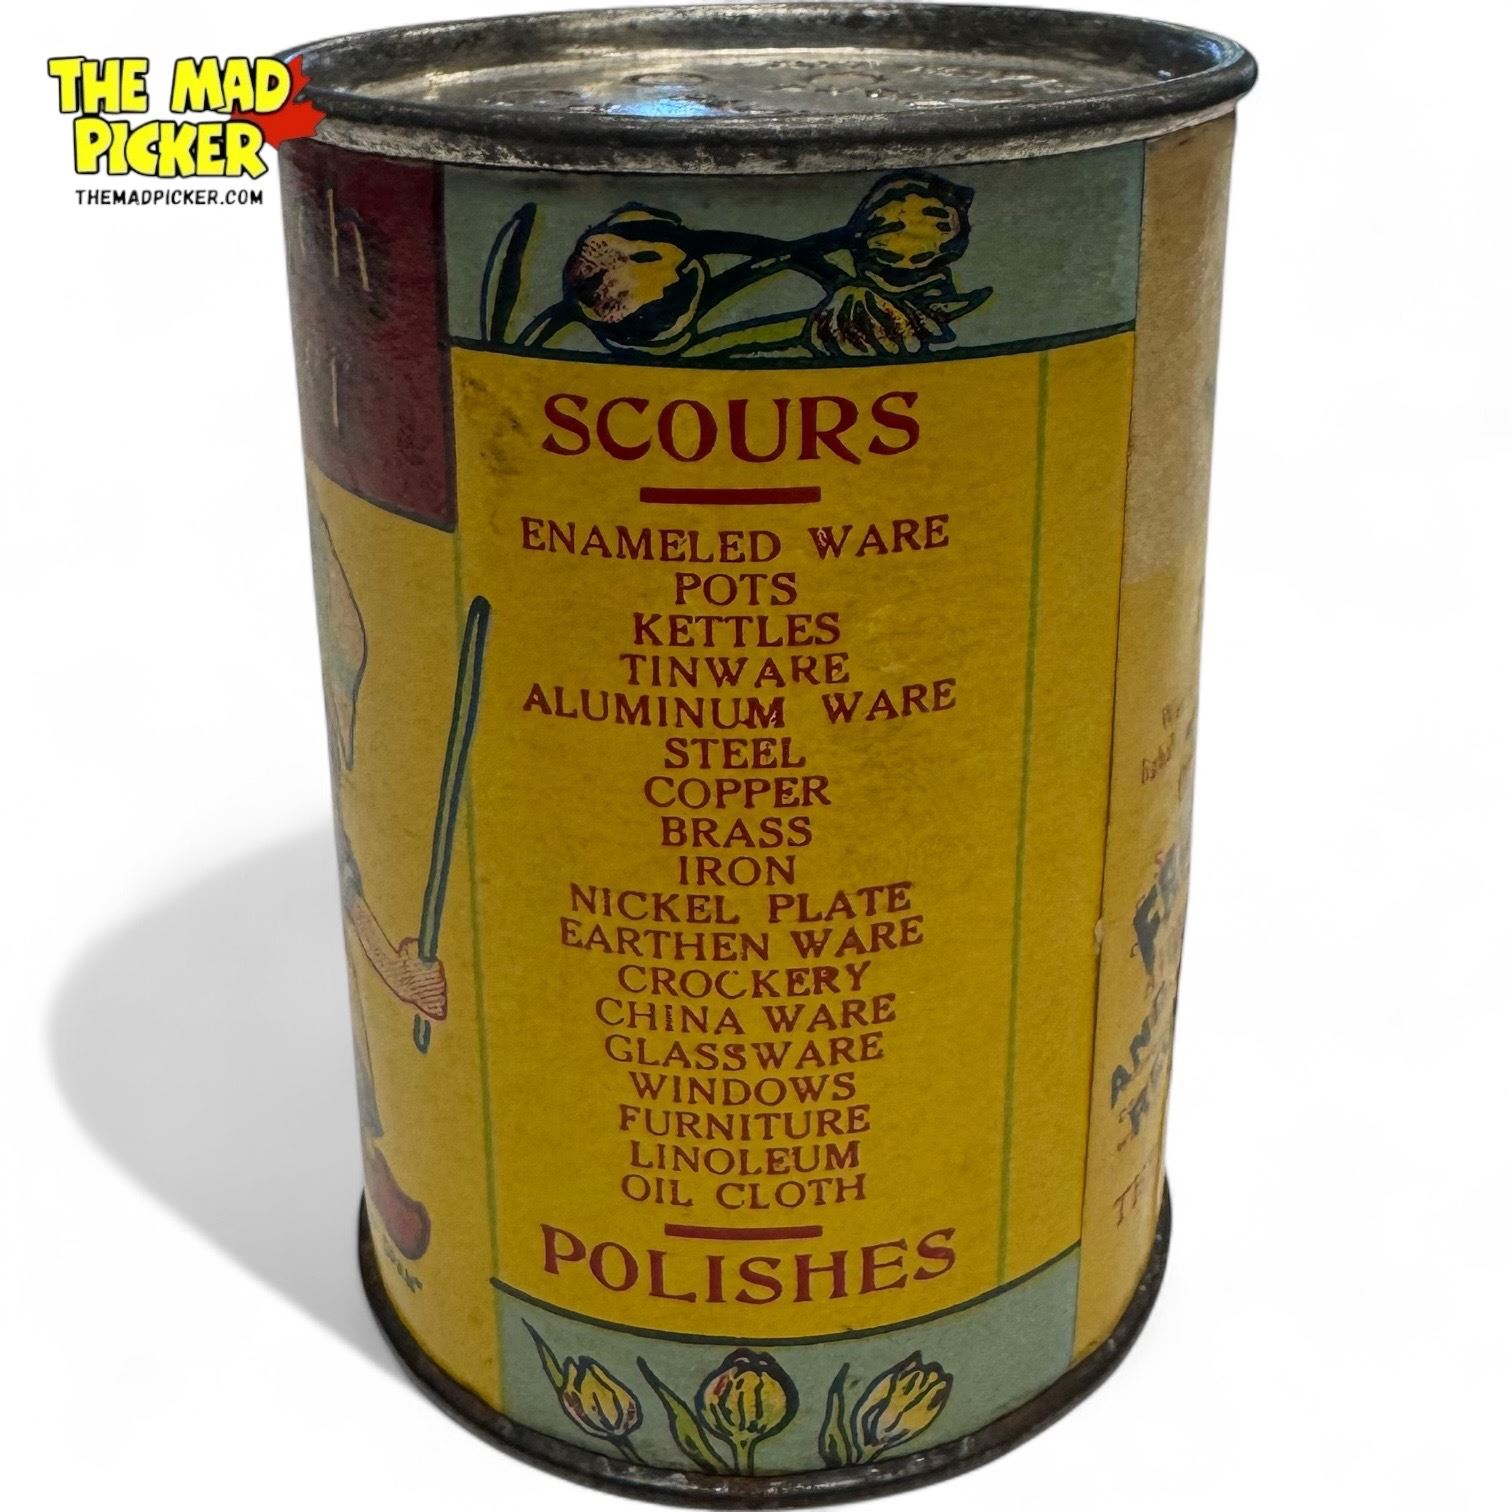 THE MAD
PICKER
THEMADPICKER.COM
SCOURS
ENAMELED WARE
POTS
KETTLES
TINWARE
ALUMINUM WARE
STEEL
COPPER
BRASS
IRON
NICKEL PLATE
EARTHEN WARE
CROCKERY
CHINA WARE
GLASSWARE
WINDOWS
FURNITURE
LINOLEUM
OIL CLOTH
POLISHES